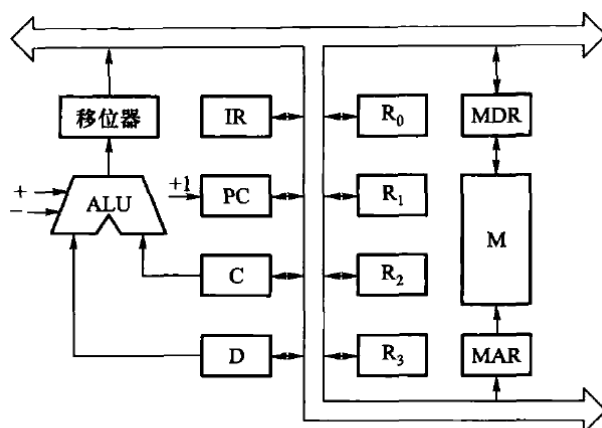 移位器
IR
R₀
MDR
+
−
ALU
+1
PC
R₁
M
C
R₂
D
R₃
MAR